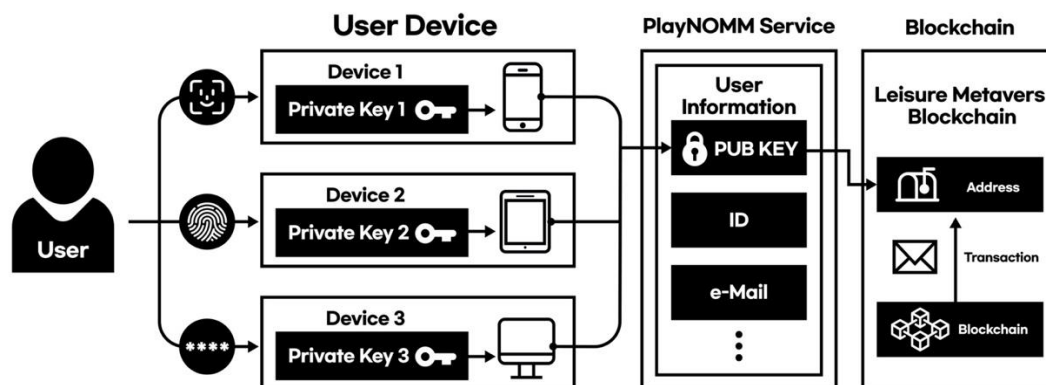 User Device
PlayNOMM Service
Blockchain
User
Device 1
Private Key 1
Device 2
Private Key 2
****
Device 3
Private Key 3
User
Information
PUB KEY
ID
e-Mail
Leisure Metavers
Blockchain
Address
Transaction
Blockchain